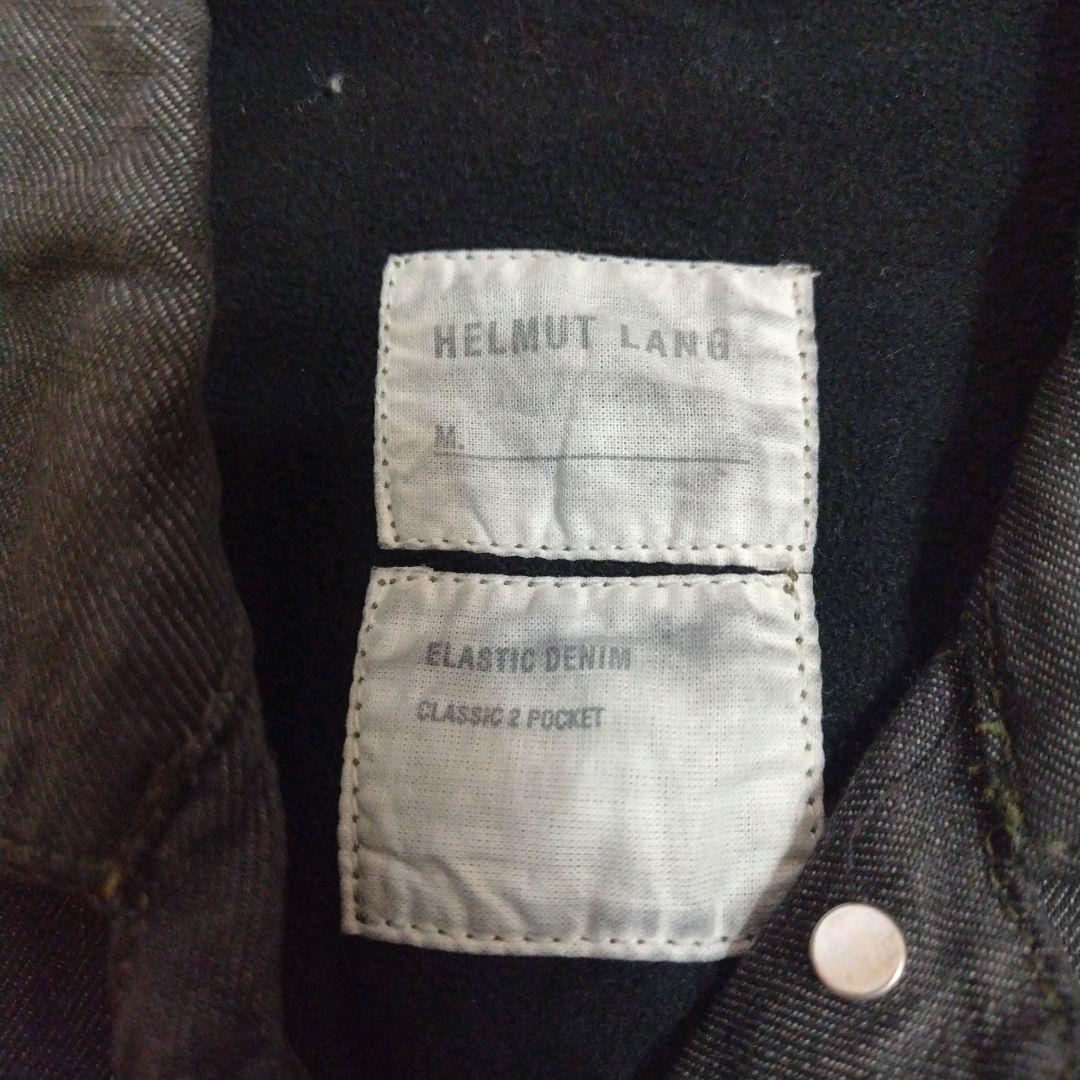 HELMUT LANG
M.
ELASTIC DENIM
CLASSIC 2 POCKET